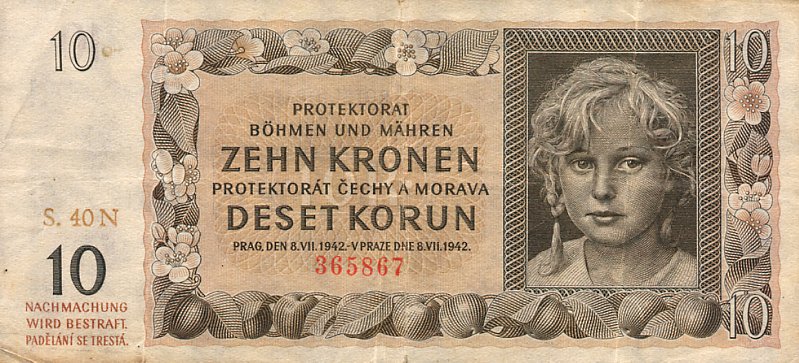 10
10
PROTEKTORAT
BÖHMEN UND MÄHREN
ZEHN KRONEN
PROTEKTORÁT ČECHY A MORAVA
DESET KORUN
PRAG, DEN 8.VII.1942.-V PRAZE DNE 8.VII.1942.
365867
S. 40 N
10
NACHMACHUNG
WIRD BESTRAFT.
PADĚLÁNÍ SE TRESTÁ.
10